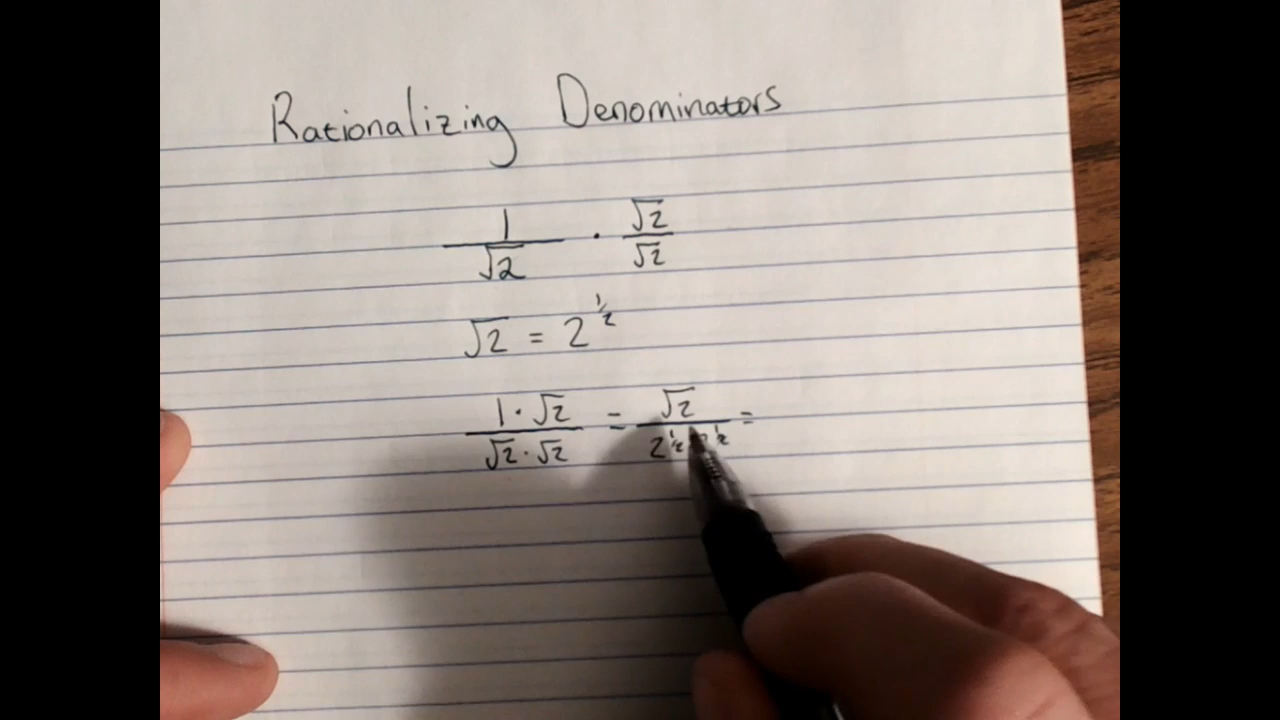 Rationalizing Denominators
1/√2 · √2/√2
√2 = 2^1/2
1·√2/√2·√2 = √2/2^1/2 2^1/2 =